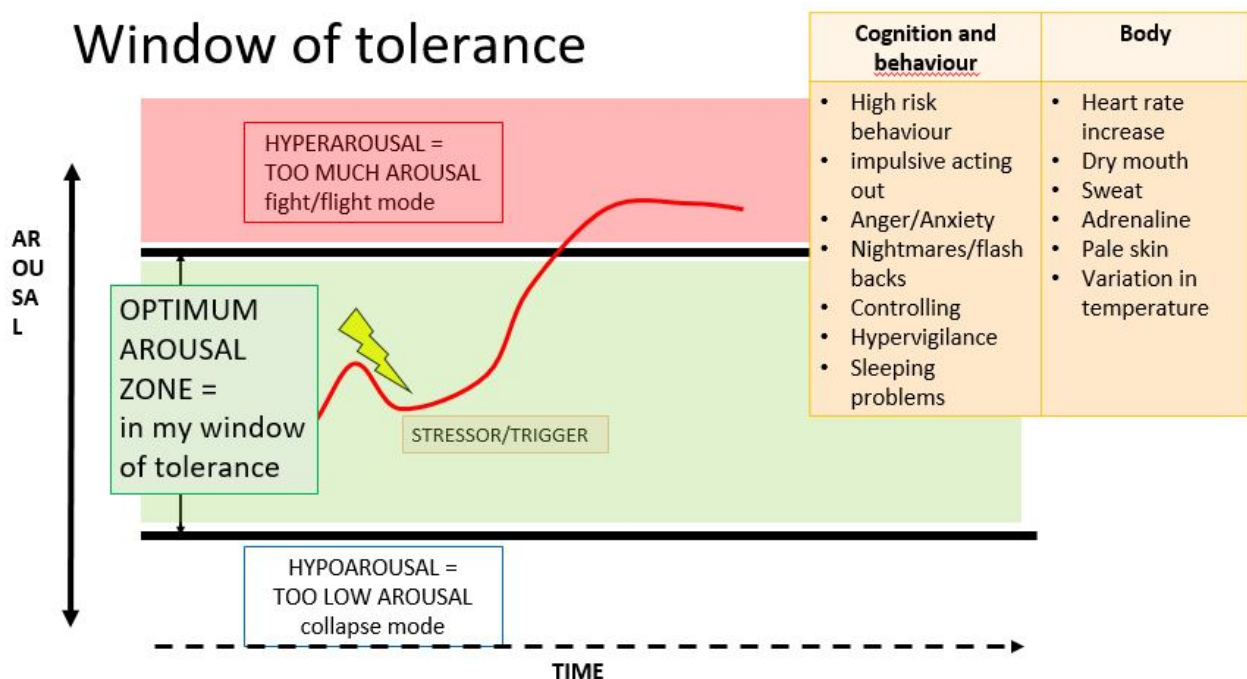 Window of tolerance
HYPERAROUSAL =
TOO MUCH AROUSAL
fight/flight mode
AR
OU
SA
L
OPTIMUM
AROUSAL
ZONE =
in my window
of tolerance
STRESSOR/TRIGGER
HYPOAROUSAL =
TOO LOW AROUSAL
collapse mode
TIME
Cognition and
behaviour
• High risk
behaviour
• impulsive acting
out
• Anger/Anxiety
• Nightmares/flash
backs
• Controlling
• Hypervigilance
• Sleeping
problems
Body
• Heart rate
increase
• Dry mouth
• Sweat
• Adrenaline
• Pale skin
• Variation in
temperature